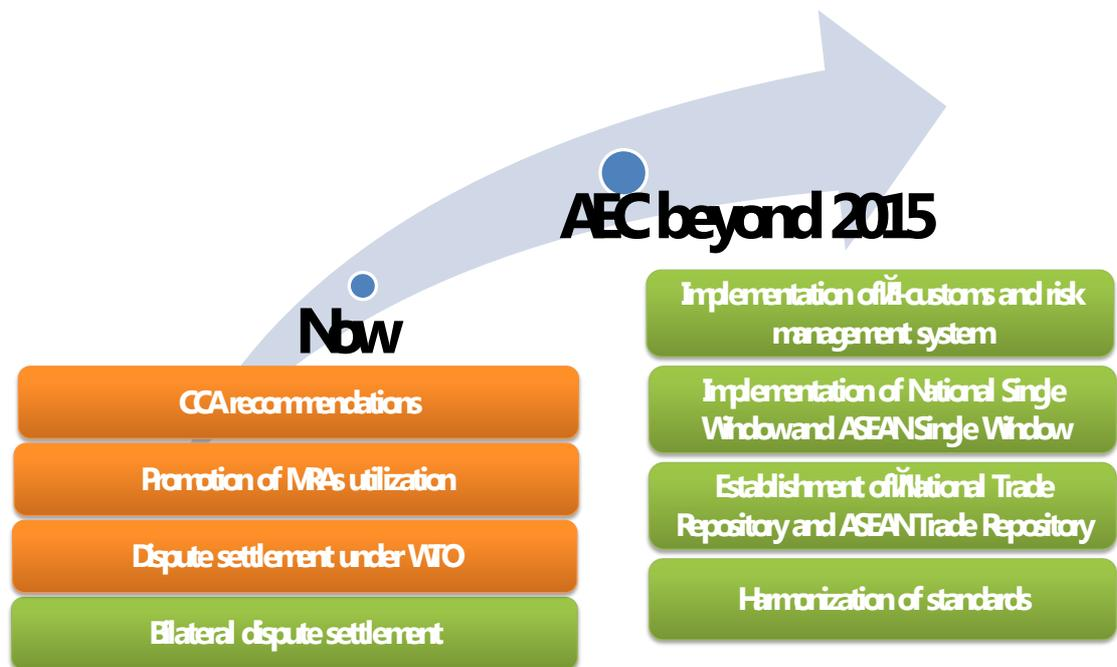 AEC beyond 2015
Now
CCA recommendations
Promotion of MRAs utilization
Dispute settlement under WTO
Bilateral dispute settlement
Implementation of E-customs and risk
management system
Implementation of National Single
Window and ASEAN Single Window
Establishment of National Trade
Repository and ASEAN Trade Repository
Harmonization of standards